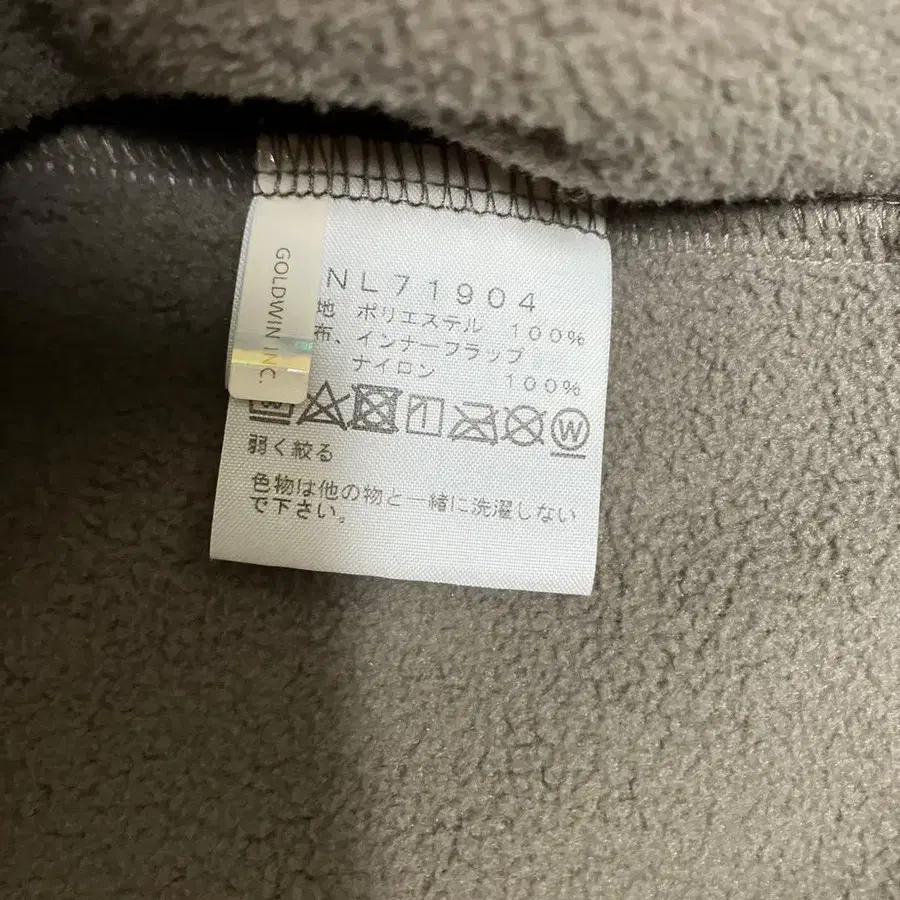 GOLDWIN INC.
NL71904
地 ポリエステル 100%
布、インナーフラップ
ナイロン 100%
W
弱く絞る
色物は他の物と一緒に洗濯しない
で下さい。